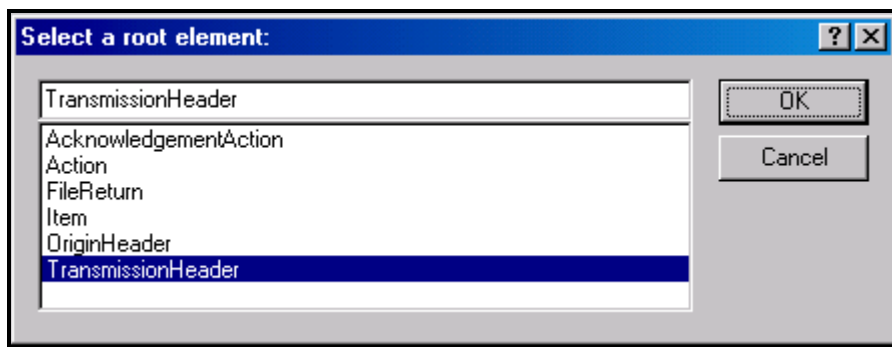 Select a root element:
TransmissionHeader
OK
AcknowledgementAction
Action
Cancel
FileReturn
Item
OriginHeader
TransmissionHeader